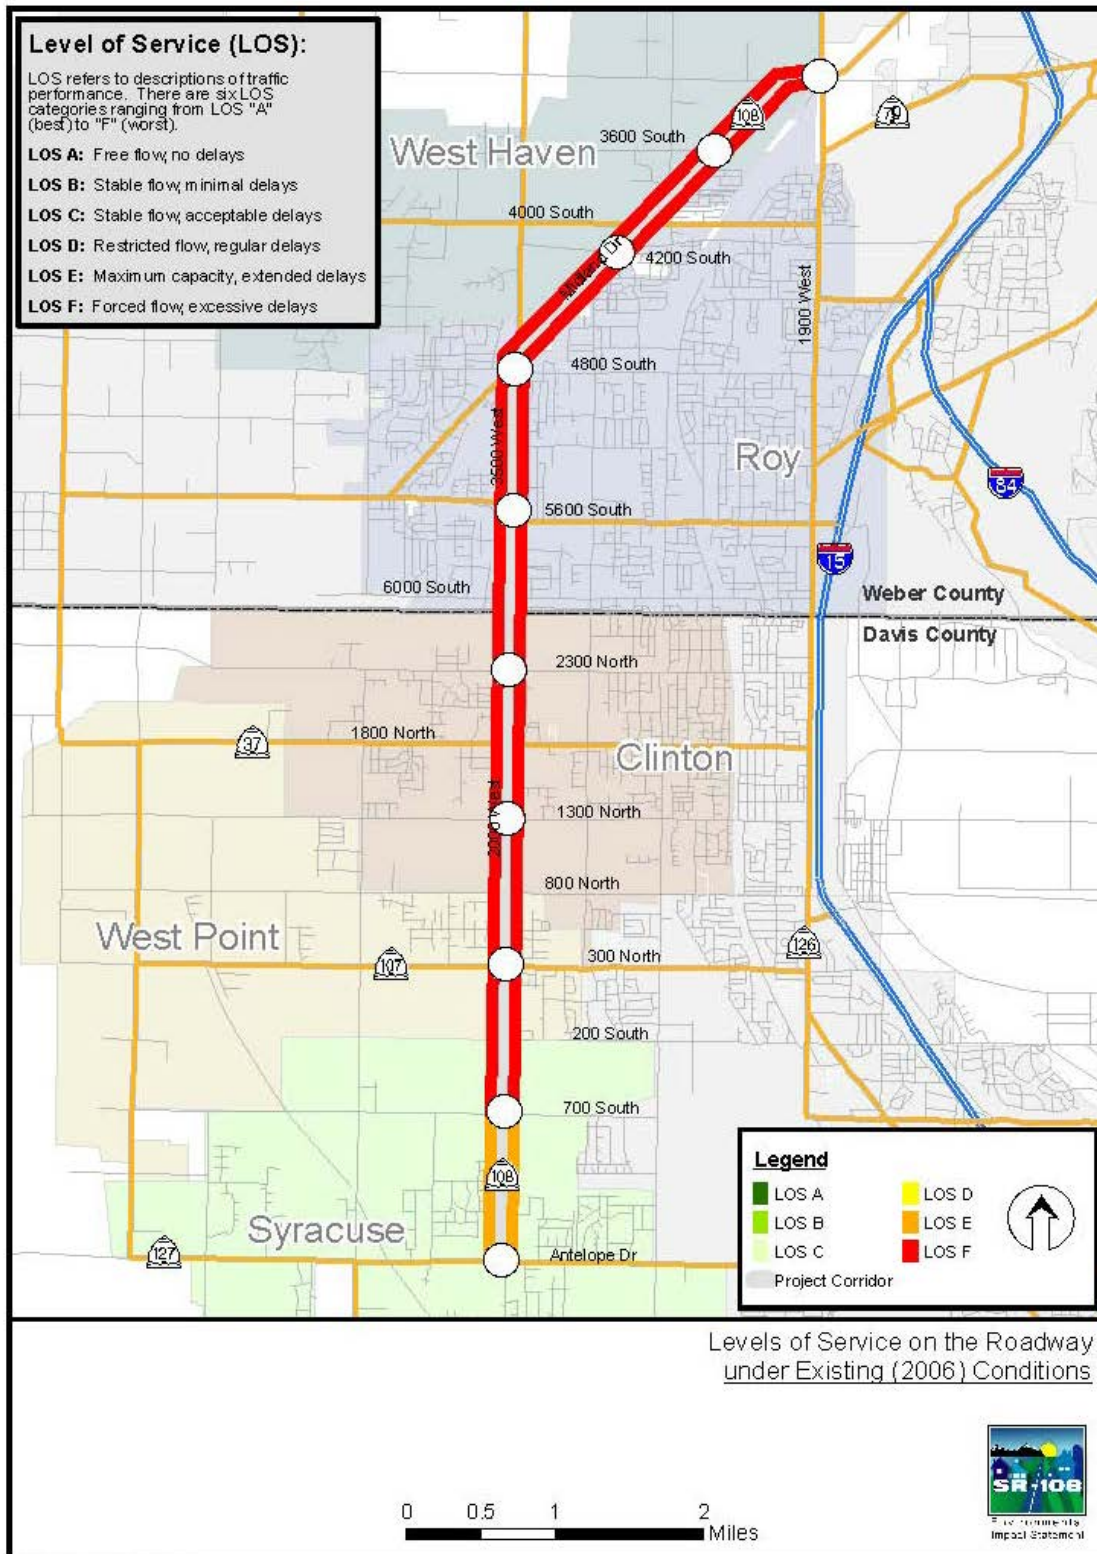 Level of Service (LOS):
LOS refers to descriptions of traffic
performance. There are six LOS
categories ranging from LOS "A"
(best) to "F" (worst).
LOS A: Free flow, no delays
LOS B: Stable flow, minimal delays
LOS C: Stable flow, acceptable delays
LOS D: Restricted flow, regular delays
LOS E: Maximum capacity, extended delays
LOS F: Forced flow, excessive delays
108
79
3600 South
West Haven
4000 South
Midland Dr
4200 South
1900 West
4800 South
3500 West
Roy
84
5600 South
15
6000 South
Weber County
Davis County
2300 North
37
1800 North
Clinton
2000 West
1300 North
800 North
West Point
107
300 North
126
200 South
700 South
108
Syracuse
127
Antelope Dr
Legend
LOS A
LOS B
LOS C
LOS D
LOS E
LOS F
Project Corridor
Levels of Service on the Roadway
under Existing (2006) Conditions
0 0.5 1 2
Miles
SR-108
Environmental
Impact Statement